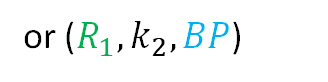 or (R₁, k₂, BP)